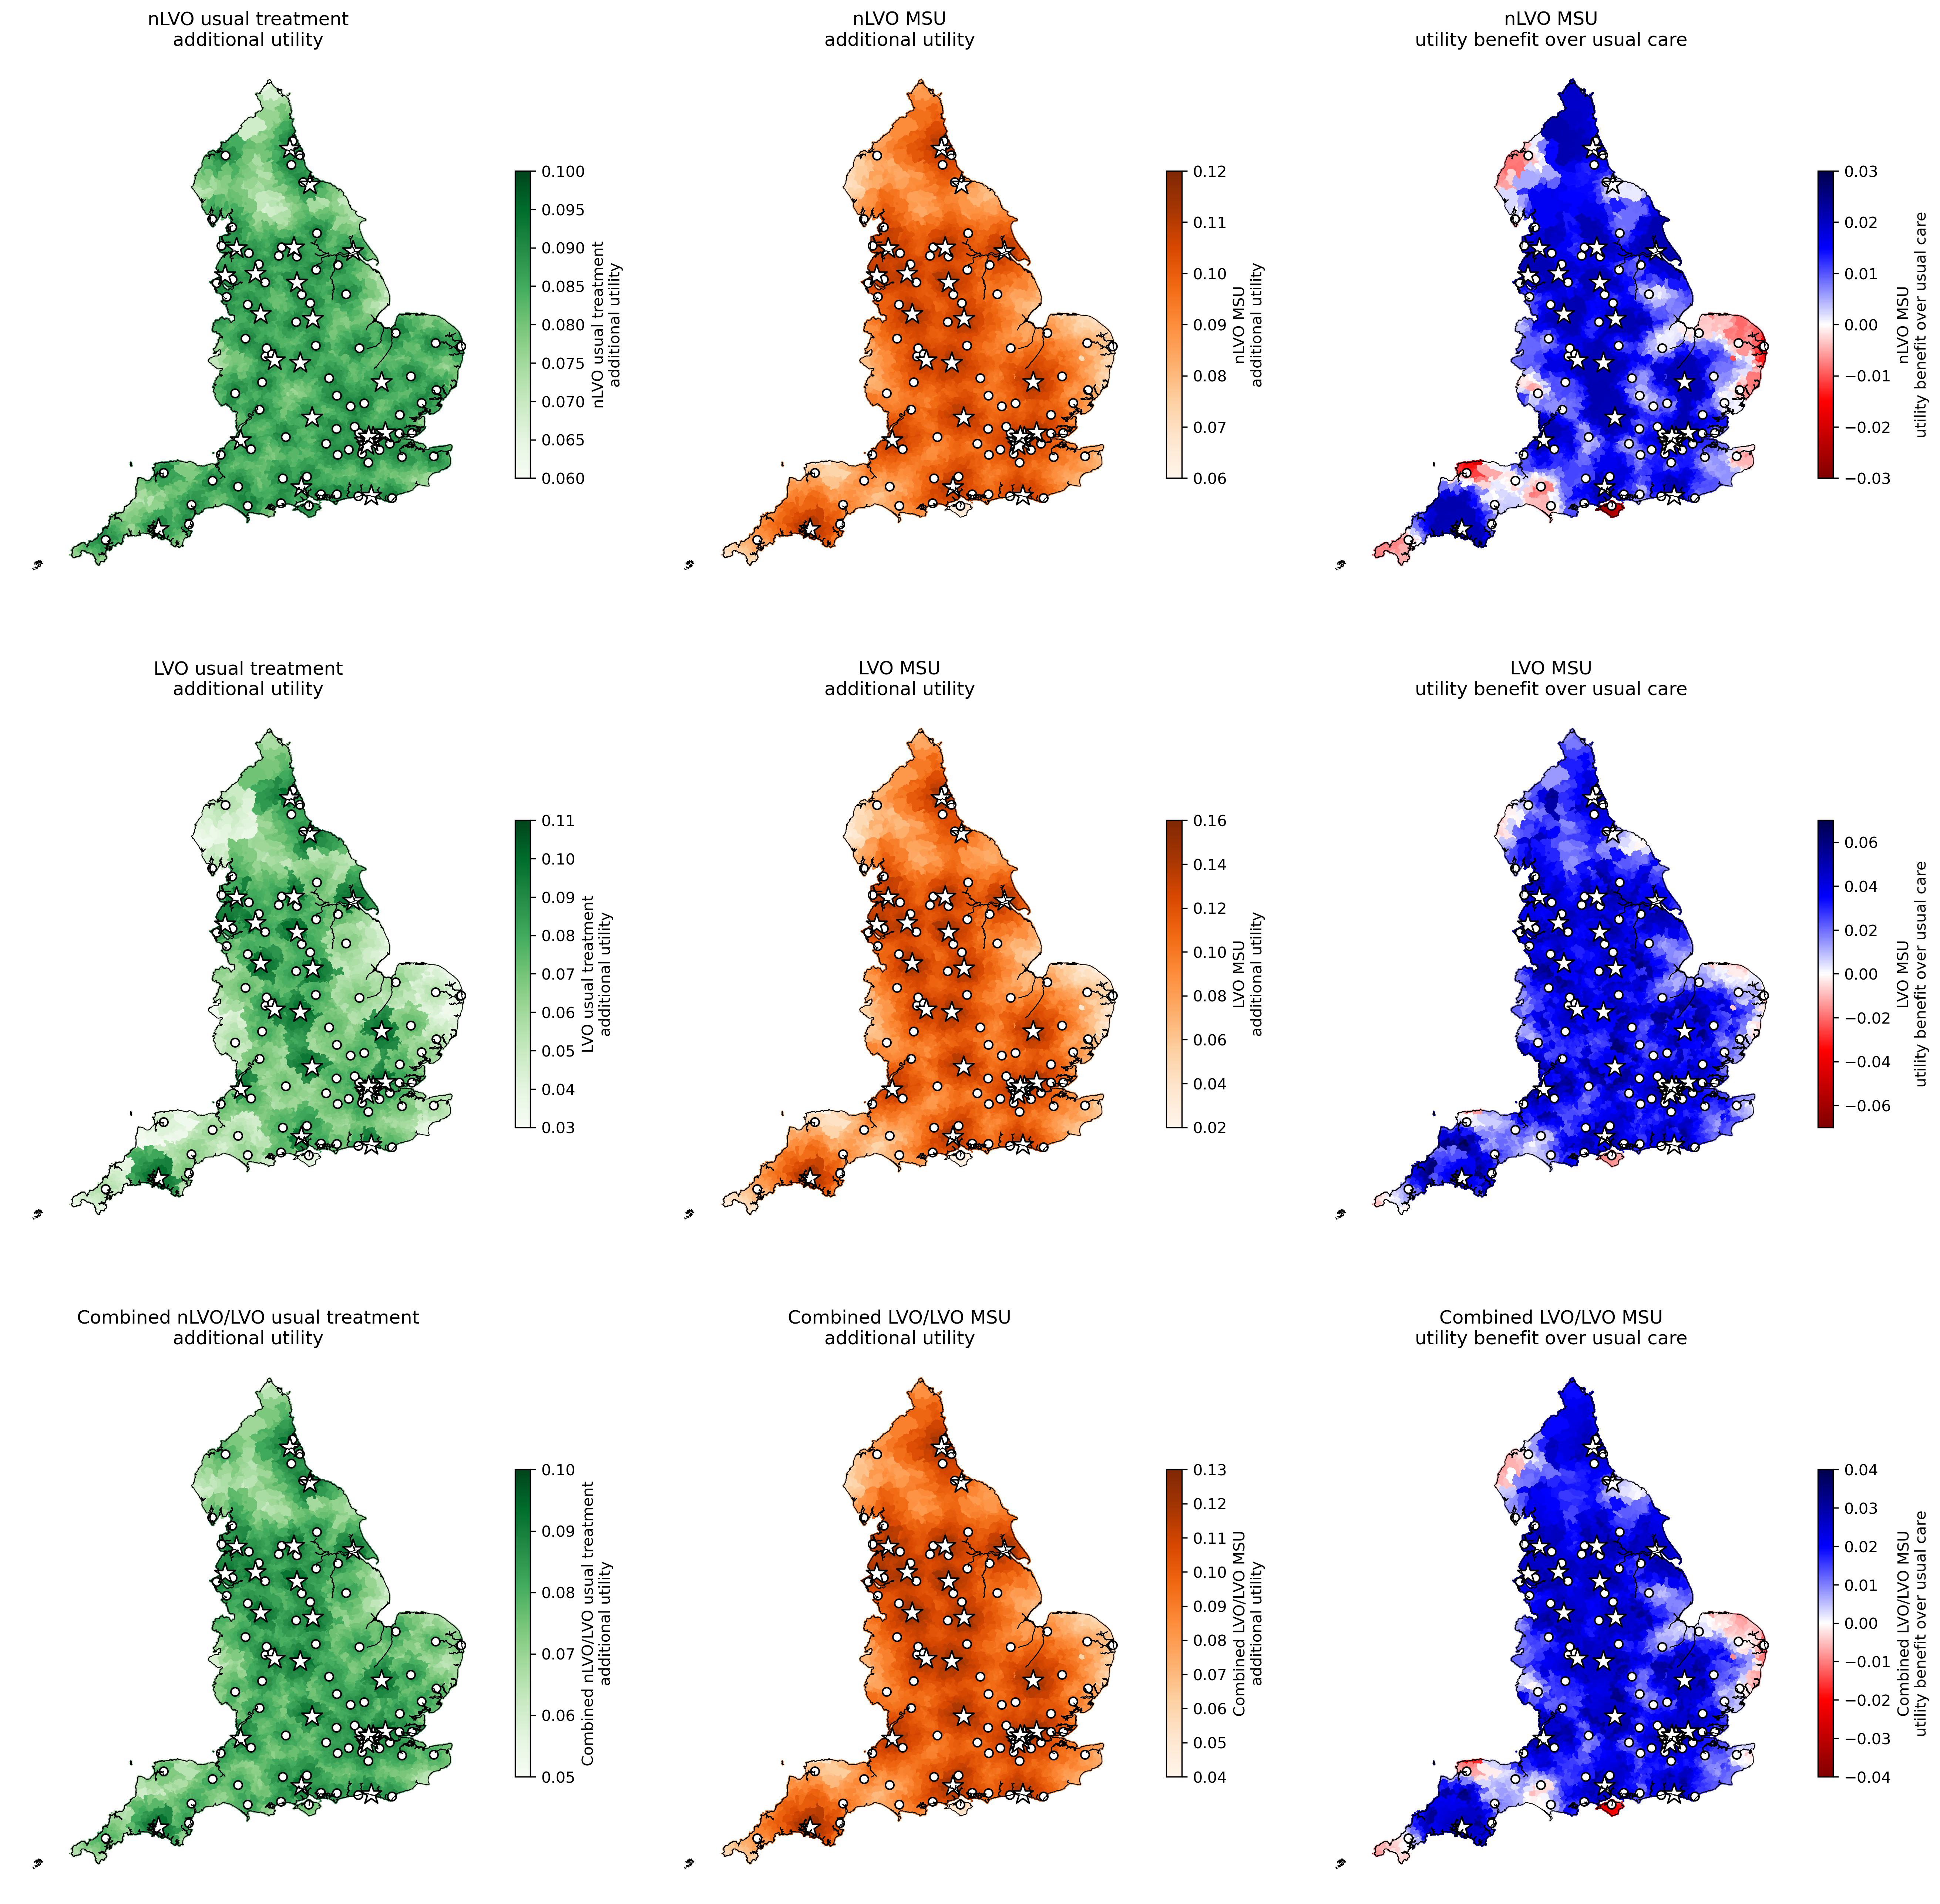 nLVO usual treatment
additional utility
nLVO MSU
additional utility
nLVO MSU
utility benefit over usual care
0.100
0.095
0.090
0.085
0.080
0.075
0.070
0.065
0.060
nLVO usual treatment
additional utility
0.12
0.11
0.10
0.09
0.08
0.07
0.06
nLVO MSU
additional utility
0.03
0.02
0.01
0.00
−0.01
−0.02
−0.03
nLVO MSU
utility benefit over usual care
LVO usual treatment
additional utility
LVO MSU
additional utility
LVO MSU
utility benefit over usual care
0.11
0.10
0.09
0.08
0.07
0.06
0.05
0.04
0.03
LVO usual treatment
additional utility
0.16
0.14
0.12
0.10
0.08
0.06
0.04
0.02
LVO MSU
additional utility
0.06
0.04
0.02
0.00
−0.02
−0.04
−0.06
LVO MSU
utility benefit over usual care
Combined nLVO/LVO usual treatment
additional utility
Combined LVO/LVO MSU
additional utility
Combined LVO/LVO MSU
utility benefit over usual care
0.10
0.09
0.08
0.07
0.06
0.05
Combined nLVO/LVO usual treatment
additional utility
0.13
0.12
0.11
0.10
0.09
0.08
0.07
0.06
0.05
0.04
Combined LVO/LVO MSU
additional utility
0.04
0.03
0.02
0.01
0.00
−0.01
−0.02
−0.03
−0.04
Combined LVO/LVO MSU
utility benefit over usual care